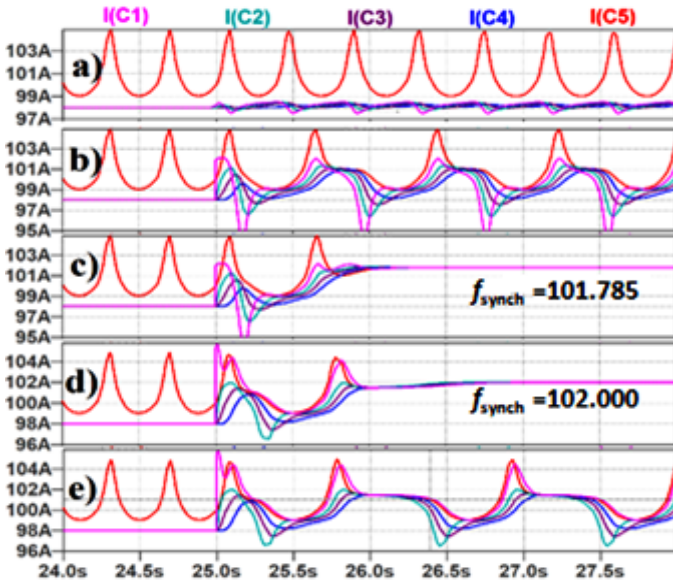 I(C1) I(C2) I(C3) I(C4) I(C5)
a)
103A
101A
99A
97A
b)
103A
101A
99A
97A
95A
c)
103A
101A
99A
97A
95A
fsynch =101.785
d)
104A
102A
100A
98A
96A
fsynch =102.000
e)
104A
102A
100A
98A
96A
24.0s 24.5s 25.0s 25.5s 26.0s 26.5s 27.0s 27.5s